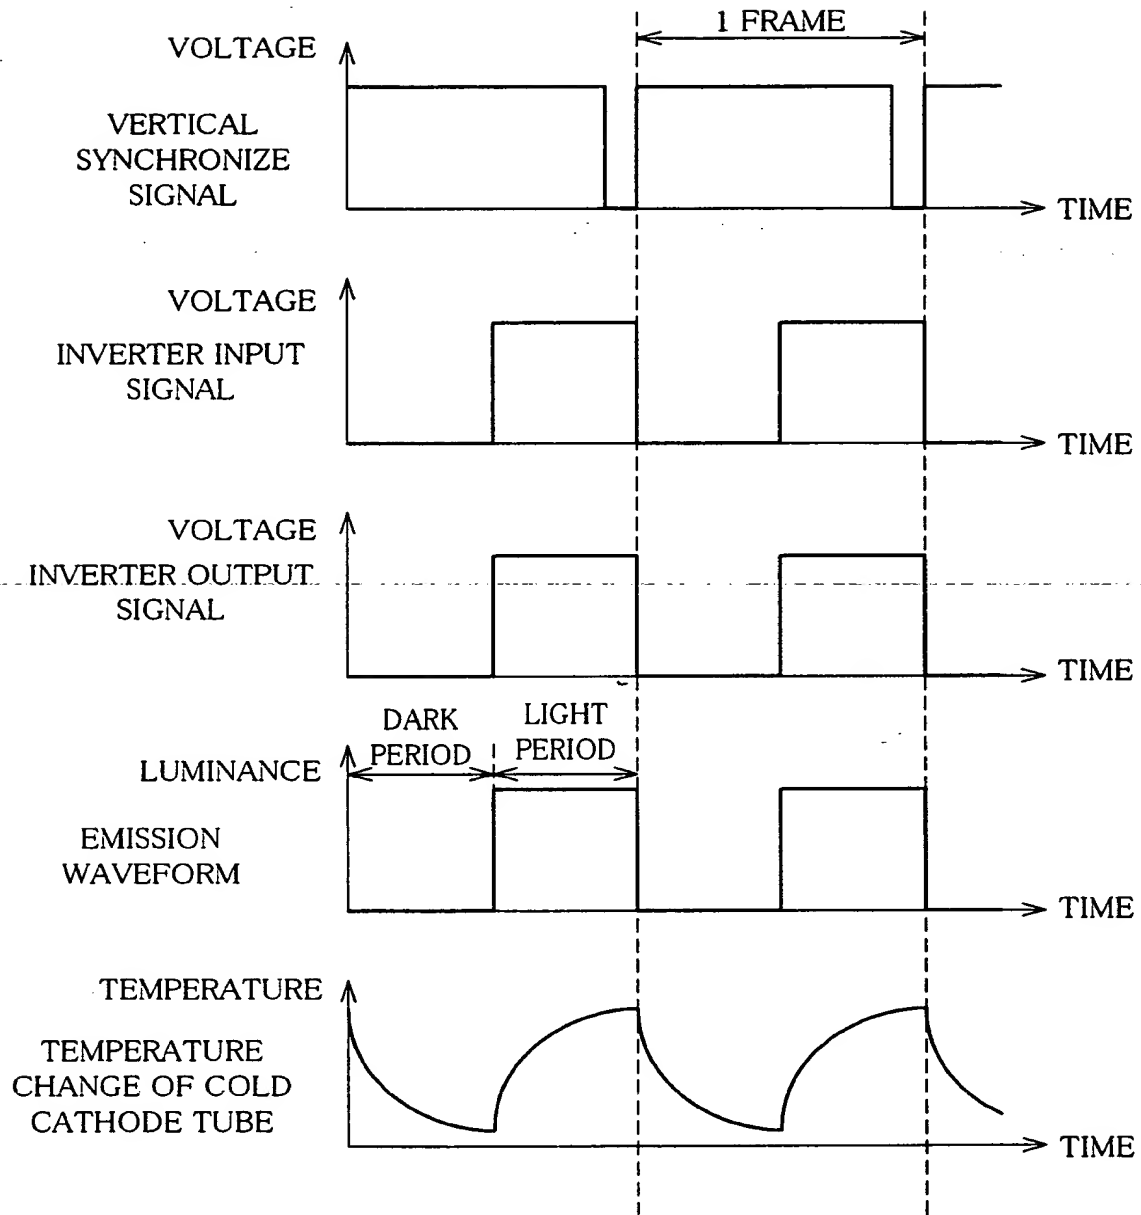 1 FRAME
VOLTAGE
VERTICAL
SYNCHRONIZE
SIGNAL
TIME
VOLTAGE
INVERTER INPUT
SIGNAL
TIME
VOLTAGE
INVERTER OUTPUT
SIGNAL
TIME
DARK
PERIOD
LIGHT
PERIOD
LUMINANCE
EMISSION
WAVEFORM
TIME
TEMPERATURE
TEMPERATURE
CHANGE OF COLD
CATHODE TUBE
TIME